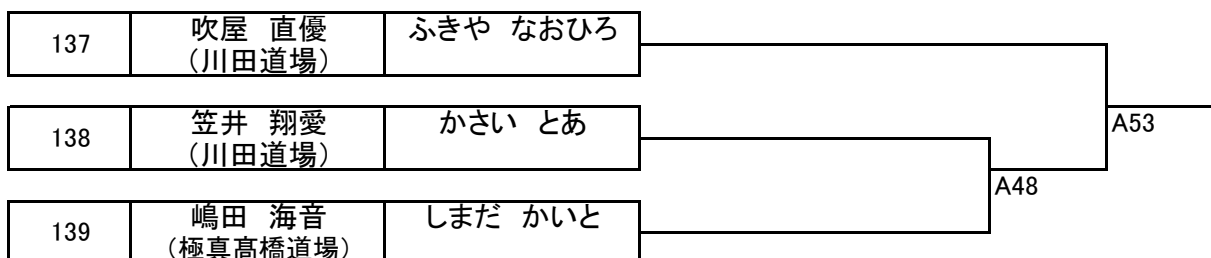 137 吹屋 直優 ふきや なおひろ
(川田道場)
A53
138 笠井 翔愛 かさい とあ
(川田道場)
A48
139 嶋田 海音 しまだ かいと
(極真髙橋道場)